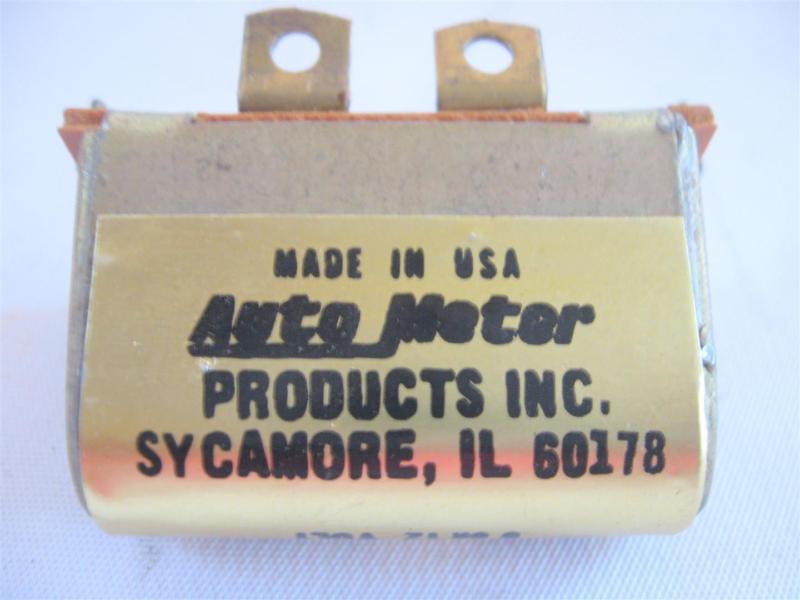 MADE IN USA
Auto Meter
PRODUCTS INC.
SYCAMORE, IL 60178